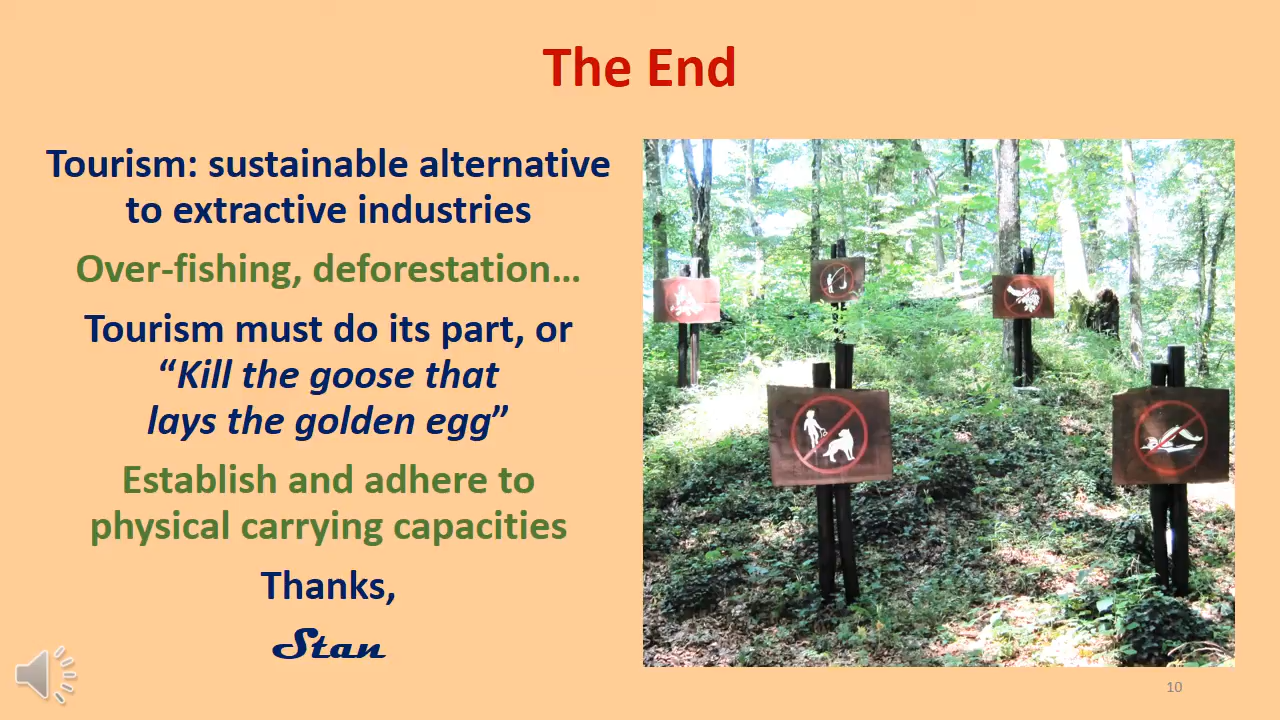 The End
Tourism: sustainable alternative
to extractive industries
Over-fishing, deforestation…
Tourism must do its part, or
“Kill the goose that
lays the golden egg”
Establish and adhere to
physical carrying capacities
Thanks,
Stan
10